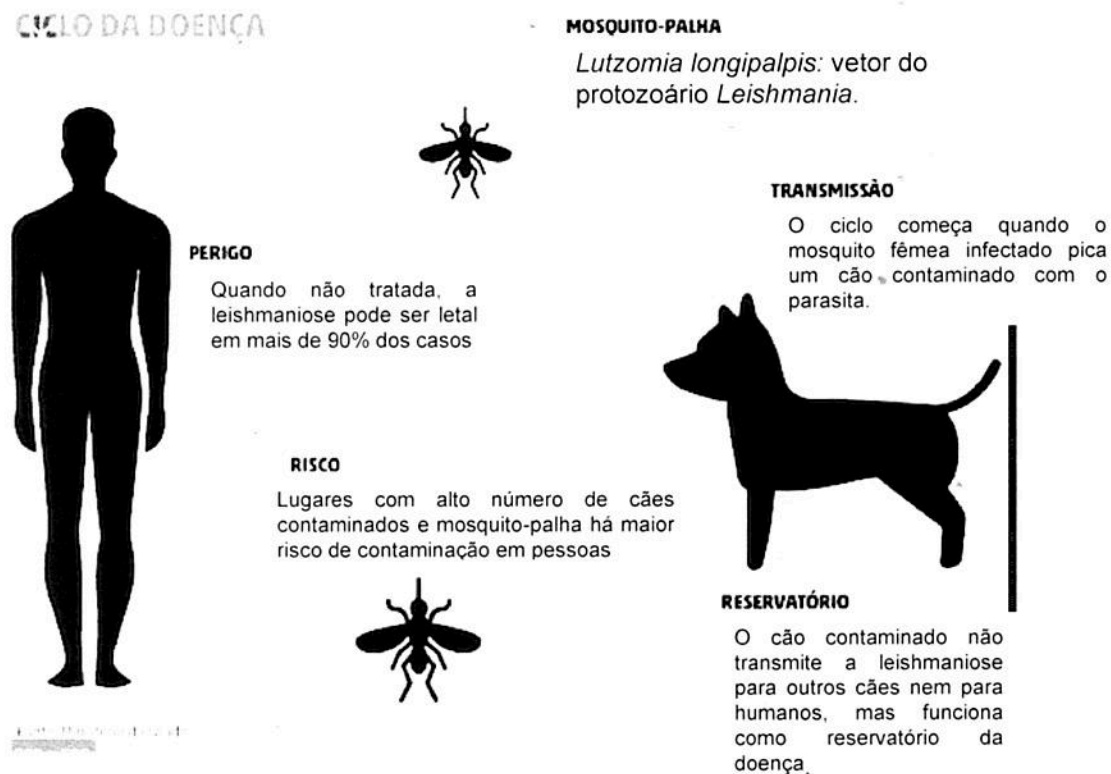 CICLO DA DOENÇA
MOSQUITO-PALHA
Lutzomia longipalpis: vetor do
protozoário Leishmania.
TRANSMISSÃO
O ciclo começa quando o
mosquito fêmea infectado pica
um cão contaminado com o
parasita.
PERIGO
Quando não tratada, a
leishmaniose pode ser letal
em mais de 90% dos casos
RISCO
Lugares com alto número de cães
contaminados e mosquito-palha há maior
risco de contaminação em pessoas
RESERVATÓRIO
O cão contaminado não
transmite a leishmaniose
para outros cães nem para
humanos, mas funciona
como reservatório da
doença.